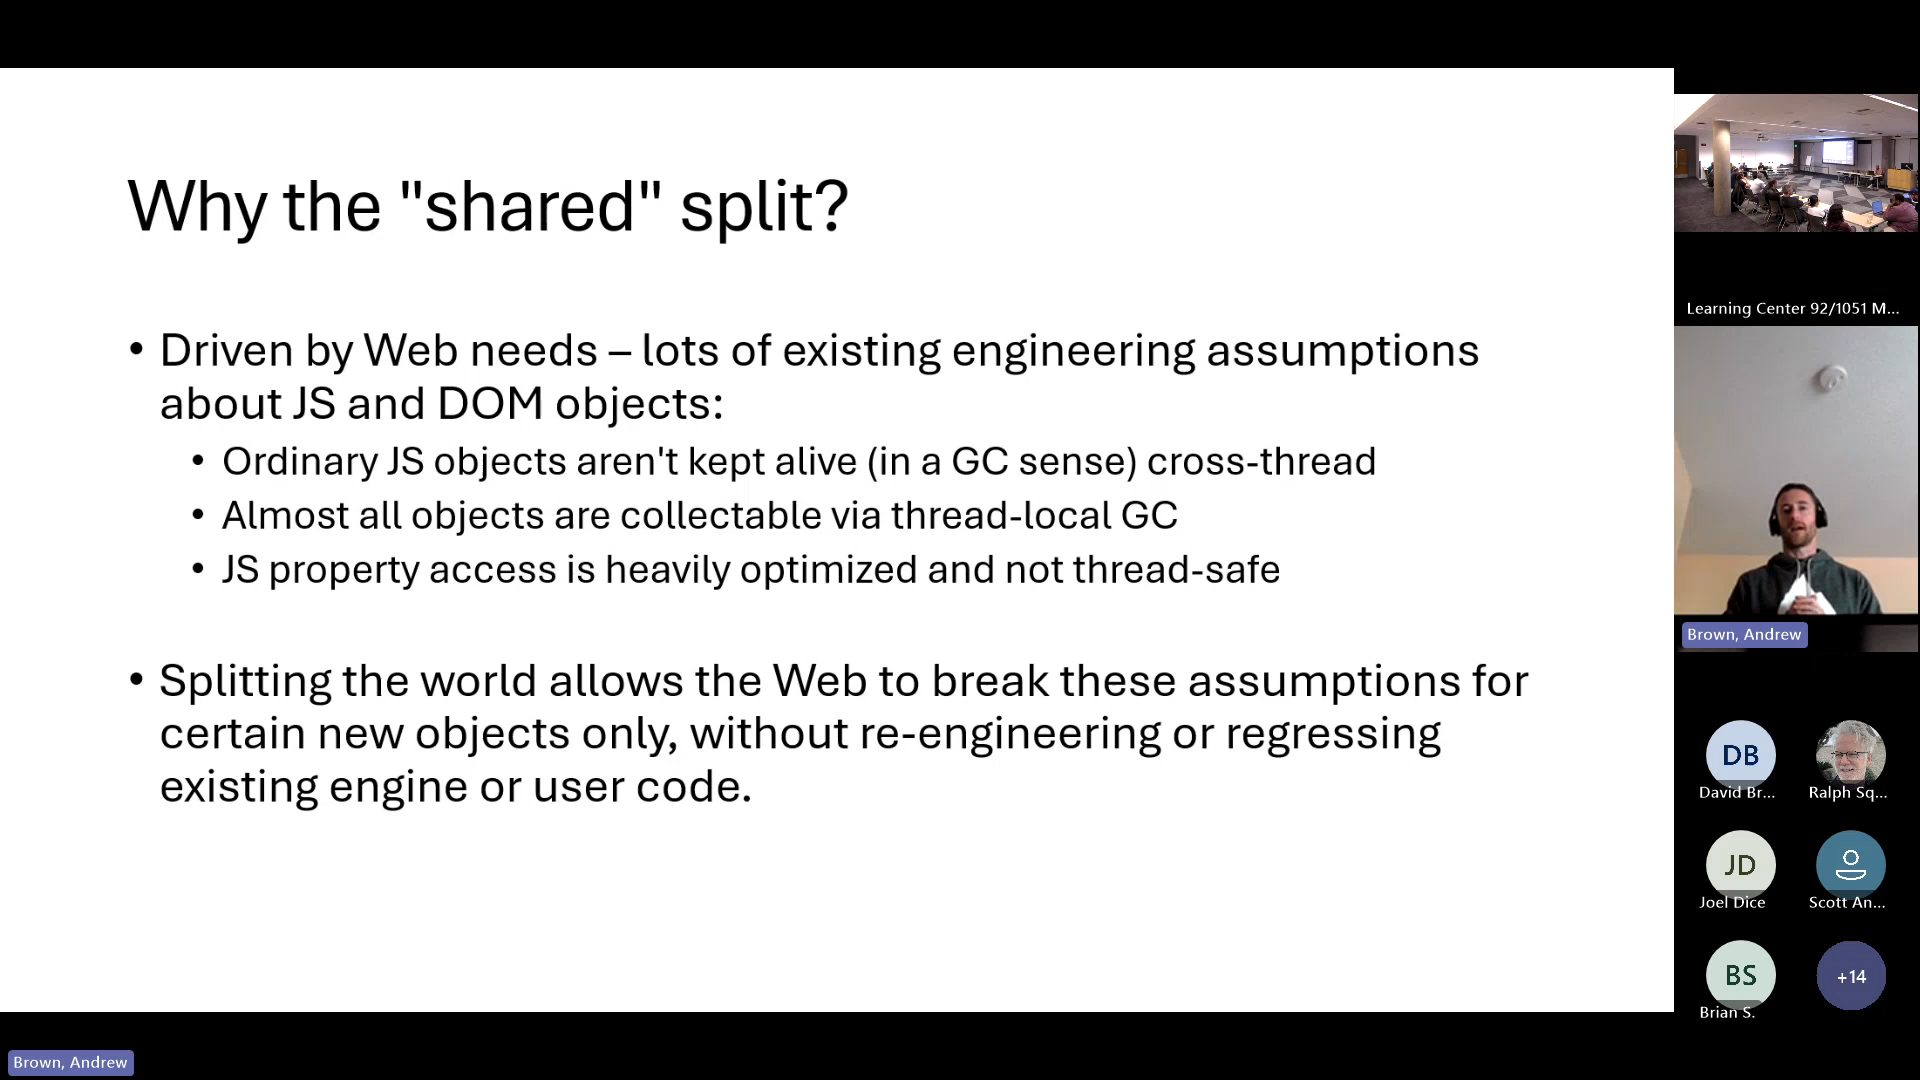 Why the "shared" split?
• Driven by Web needs – lots of existing engineering assumptions
about JS and DOM objects:
• Ordinary JS objects aren't kept alive (in a GC sense) cross-thread
• Almost all objects are collectable via thread-local GC
• JS property access is heavily optimized and not thread-safe
• Splitting the world allows the Web to break these assumptions for
certain new objects only, without re-engineering or regressing
existing engine or user code.
Learning Center 92/1051 M...
Brown, Andrew
DB
David Br...
Ralph Sq...
JD
Joel Dice
Scott An...
BS
Brian S.
+14
Brown, Andrew